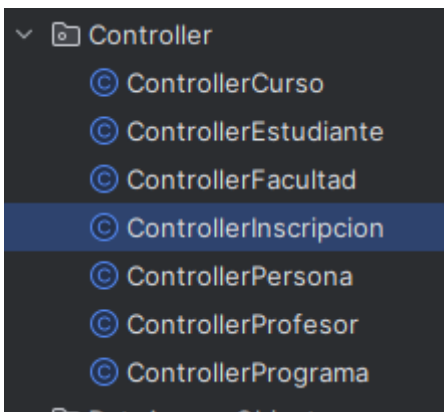 Controller
ControllerCurso
ControllerEstudiante
ControllerFacultad
ControllerInscripcion
ControllerPersona
ControllerProfesor
ControllerPrograma